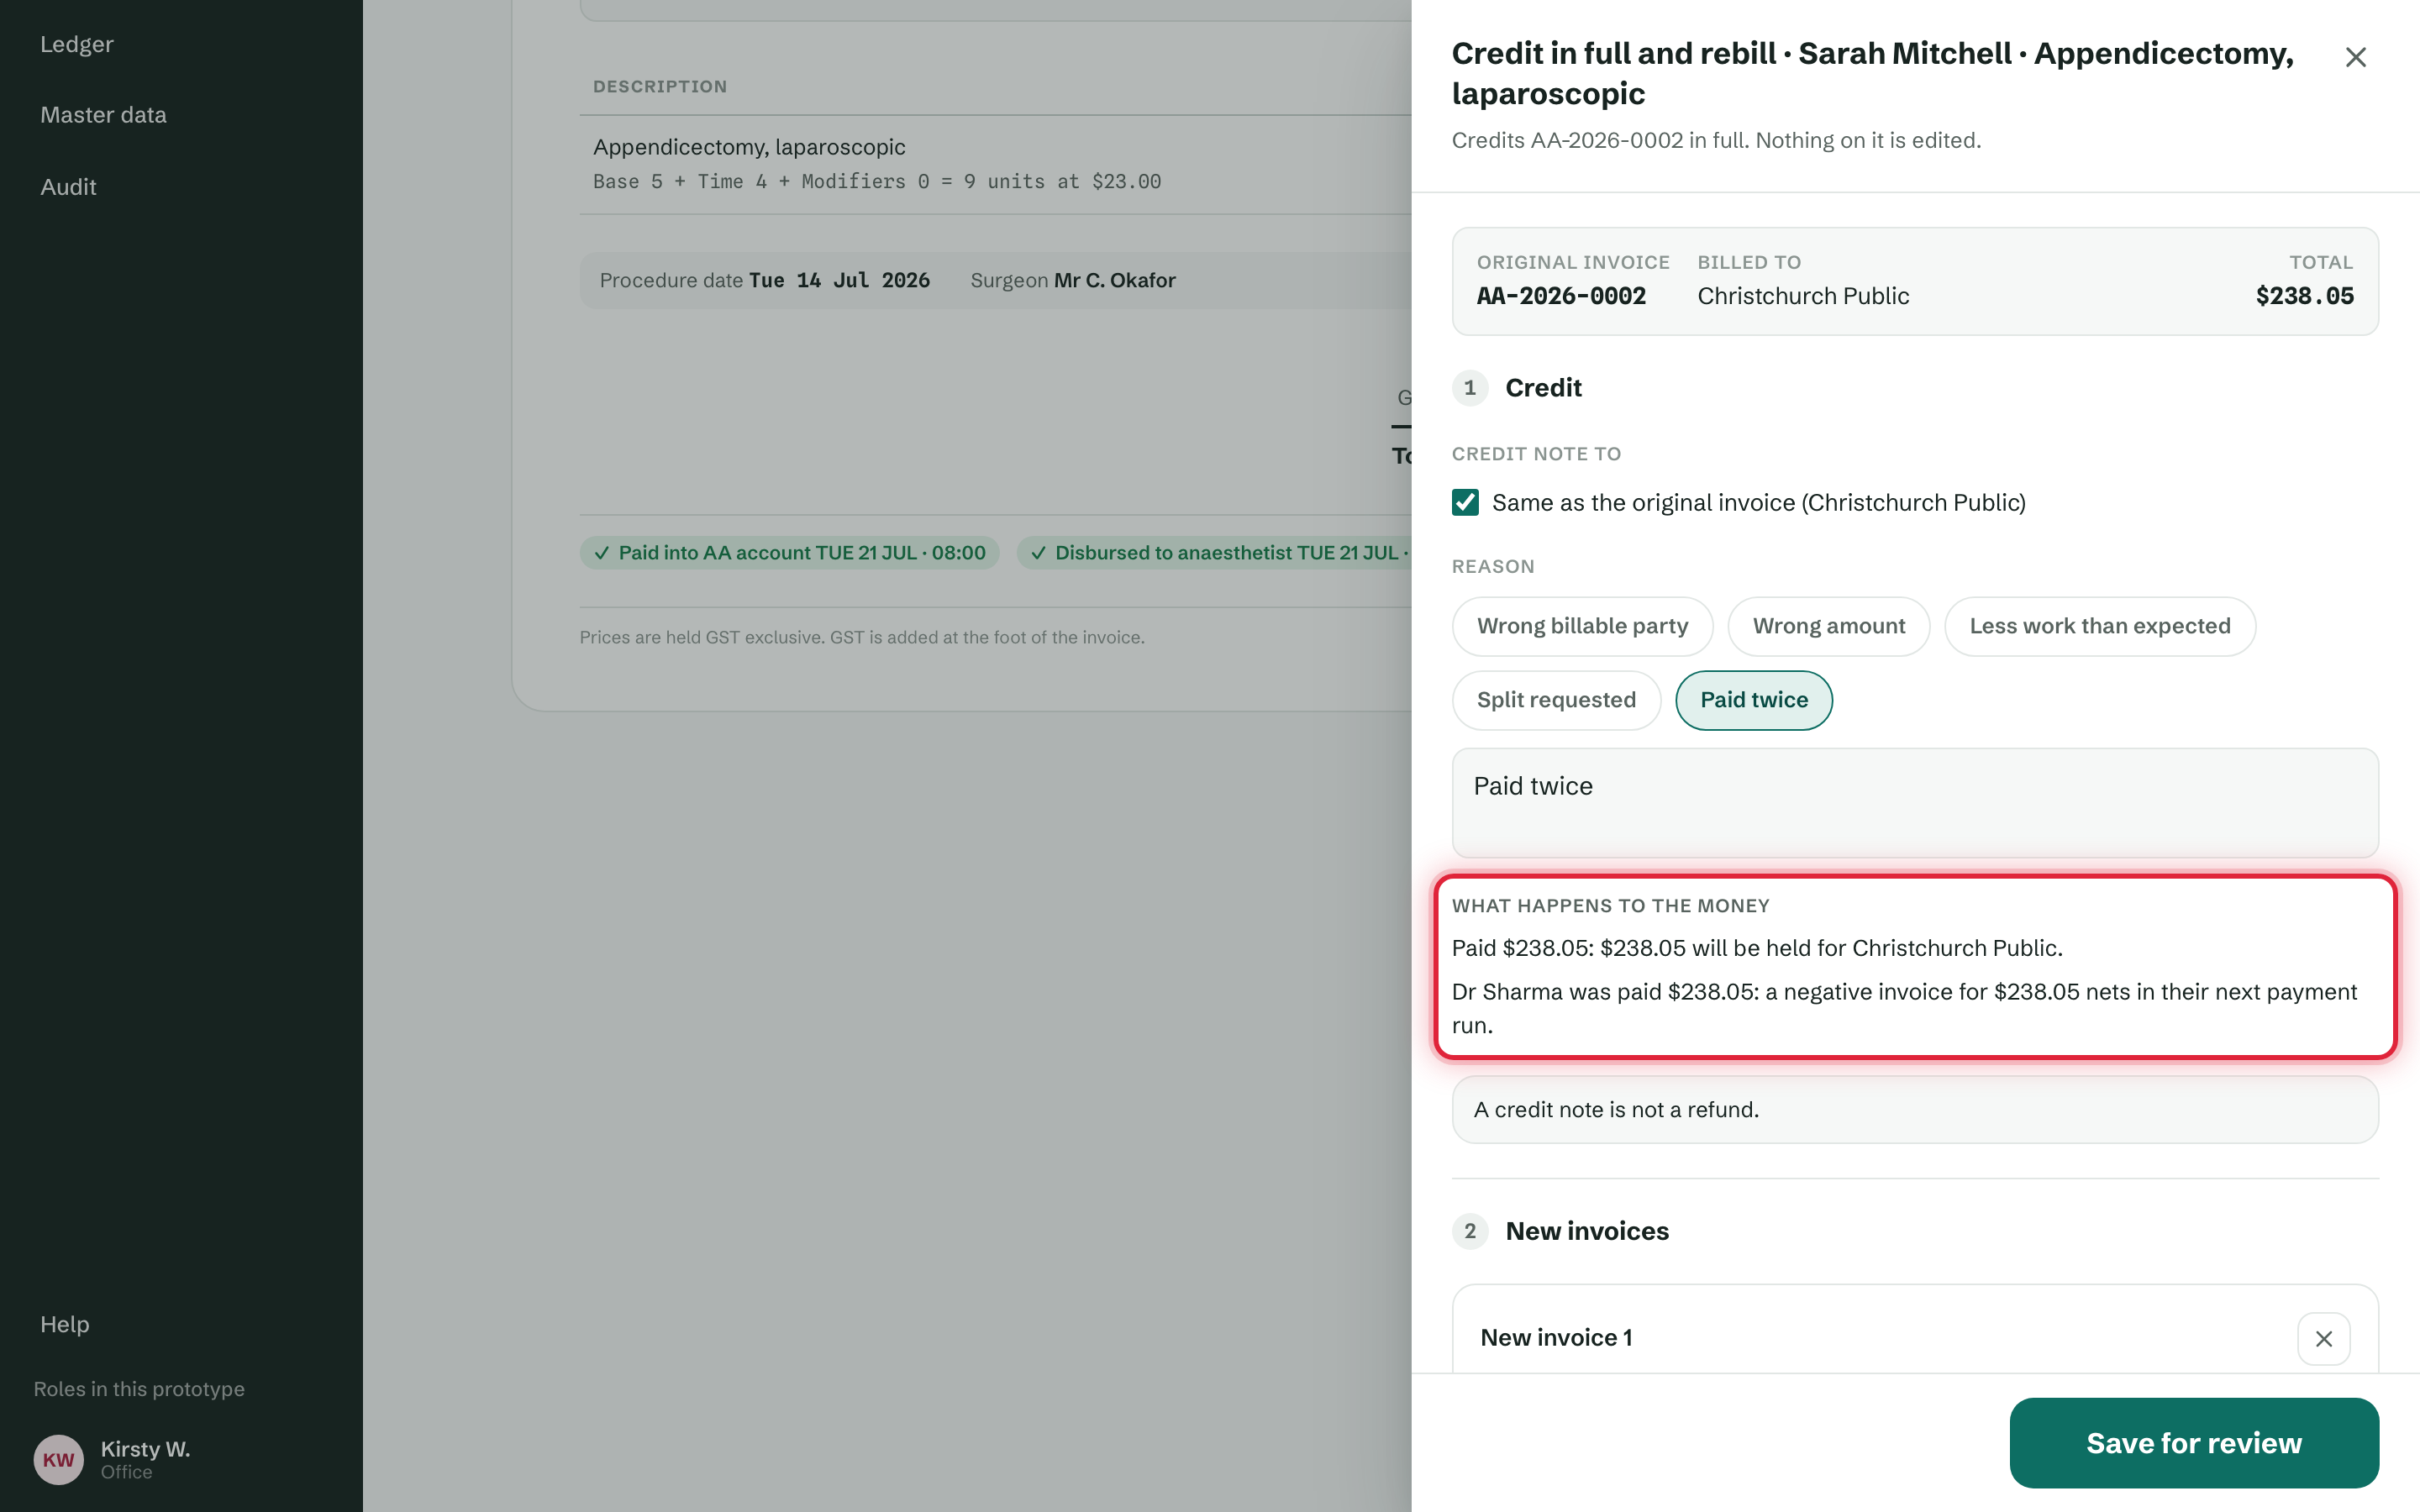 Ledger
Master data
Audit
Help
Roles in this prototype
KW
Kirsty W.
Office
DESCRIPTION
Appendicectomy, laparoscopic
Base 5 + Time 4 + Modifiers 0 = 9 units at $23.00
Procedure date Tue 14 Jul 2026 Surgeon Mr C. Okafor
G
To
Paid into AA account TUE 21 JUL · 08:00 Disbursed to anaesthetist TUE 21 JUL ·
Prices are held GST exclusive. GST is added at the foot of the invoice.
Credit in full and rebill · Sarah Mitchell · Appendicectomy,
laparoscopic
Credits AA-2026-0002 in full. Nothing on it is edited.
ORIGINAL INVOICE BILLED TO TOTAL
AA-2026-0002 Christchurch Public $238.05
1 Credit
CREDIT NOTE TO
Same as the original invoice (Christchurch Public)
REASON
Wrong billable party Wrong amount Less work than expected
Split requested Paid twice
Paid twice
WHAT HAPPENS TO THE MONEY
Paid $238.05: $238.05 will be held for Christchurch Public.
Dr Sharma was paid $238.05: a negative invoice for $238.05 nets in their next payment
run.
A credit note is not a refund.
2 New invoices
New invoice 1
Save for review